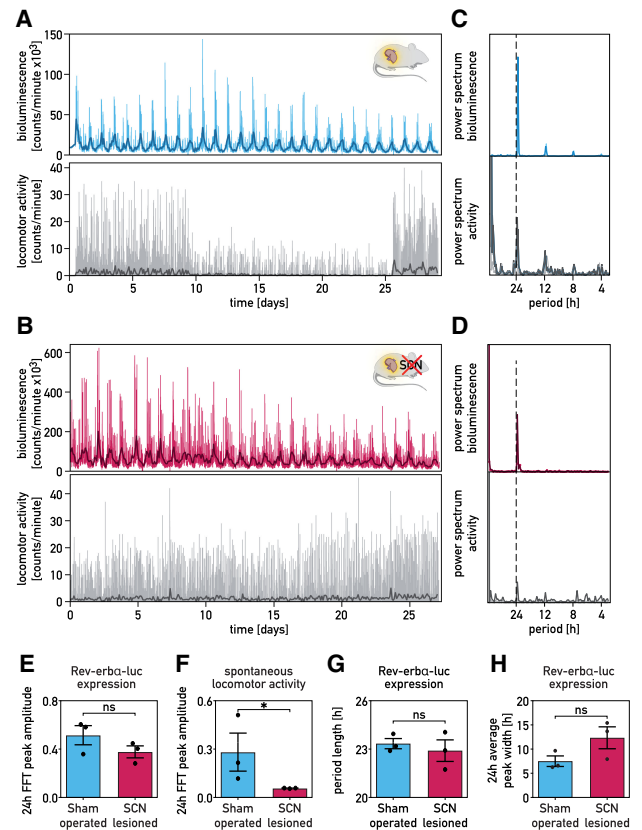 A
bioluminescence
[counts/minute x10³]
150
100
50
0
locomotor activity
[counts/minute]
50
40
30
20
10
0
0
5
10
15
20
25
time [days]
C
power spectrum
bioluminescence
power spectrum
activity
24
12
8
4
period [h]
B
bioluminescence
[counts/minute x10³]
600
400
200
0
SCN
locomotor activity
[counts/minute]
40
30
20
10
0
0
5
10
15
20
25
time [days]
D
power spectrum
bioluminescence
power spectrum
activity
24
12
8
4
period [h]
E
Rev-erbα-luc
expression
24h FFT peak amplitude
0.8
0.4
0.0
ns
Sham
operated
SCN
lesioned
F
spontaneous
locomotor activity
24h FFT peak amplitude
0.6
0.3
0.0
*
Sham
operated
SCN
lesioned
G
Rev-erbα-luc
expression
period length [h]
26
23
20
ns
Sham
operated
SCN
lesioned
H
Rev-erbα-luc
expression
24h average
peak width [h]
20
15
10
5
0
ns
Sham
operated
SCN
lesioned